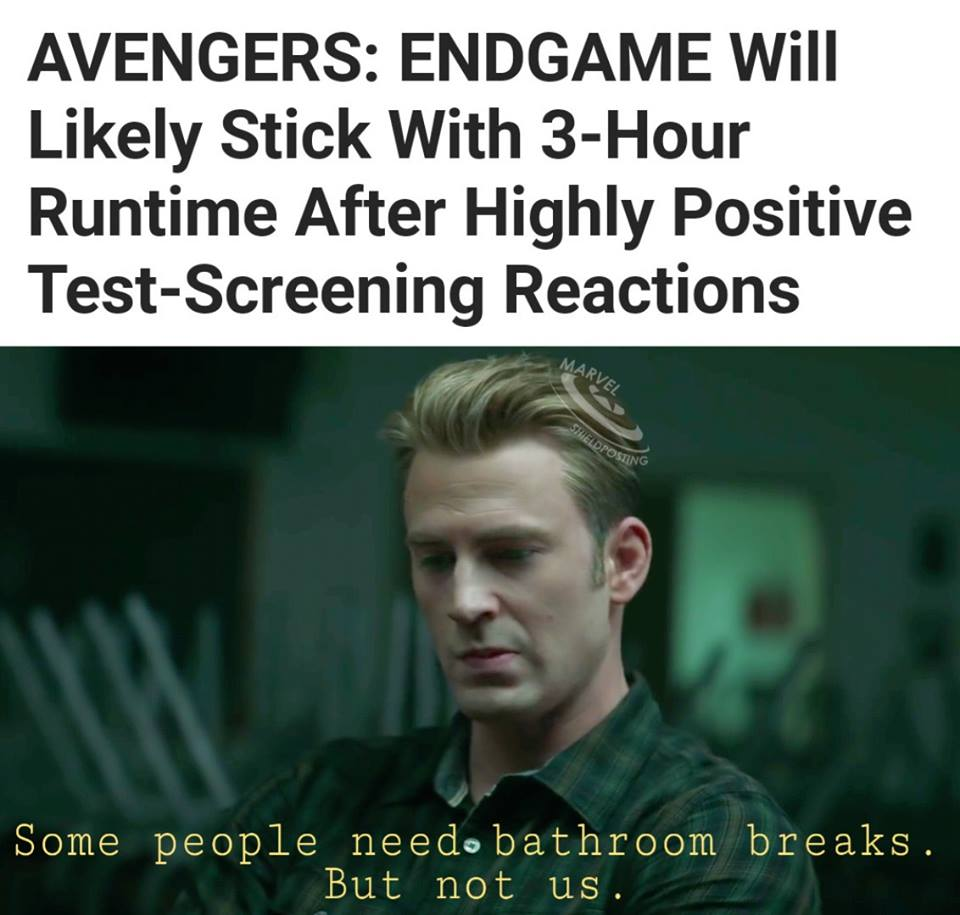 AVENGERS: ENDGAME Will
Likely Stick With 3-Hour
Runtime After Highly Positive
Test-Screening Reactions
MARVEL
SHIELDPOSTING
Some people need bathroom breaks.
But not us.